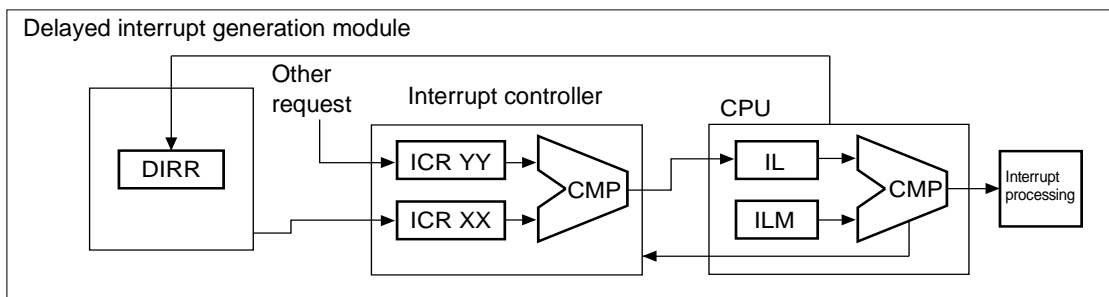 Delayed interrupt generation module
Other
request
Interrupt controller
CPU
DIRR
ICR YY
CMP
IL
CMP
Interrupt
processing
ICR XX
ILM